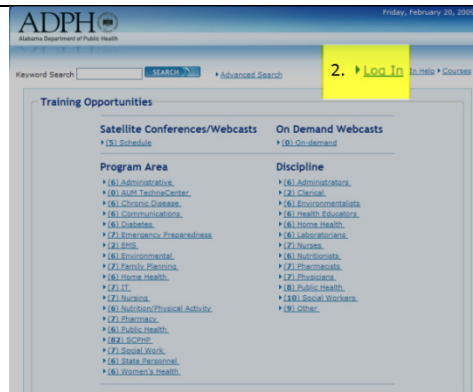 Friday, February 20, 2009
ADPH
Alabama Department of Public Health
Keyword Search SEARCH Advanced Search
2. Log In In Help Courses
Training Opportunities
Satellite Conferences/Webcasts
(5) Schedule
On Demand Webcasts
(0) On-demand
Program Area
(6) Administrative
(0) AUM TechnaCenter
(6) Chronic Disease
(6) Communications
(6) Diabetes
(7) Emergency Preparedness
(2) EMS
(6) Environmental
(7) Family Planning
(6) Home Health
(7) IT
(7) Nursing
(6) Nutrition/Physical Activity
(7) Pharmacy
(6) Public Health
(82) SCPHP
(7) Social Work
(6) State Personnel
(6) Women's Health
Discipline
(6) Administrators
(2) Clerical
(6) Environmentalists
(6) Health Educators
(6) Home Health
(6) Laboratorians
(7) Nurses
(6) Nutritionists
(7) Pharmacists
(7) Physicians
(8) Public Health
(10) Social Workers
(9) Other